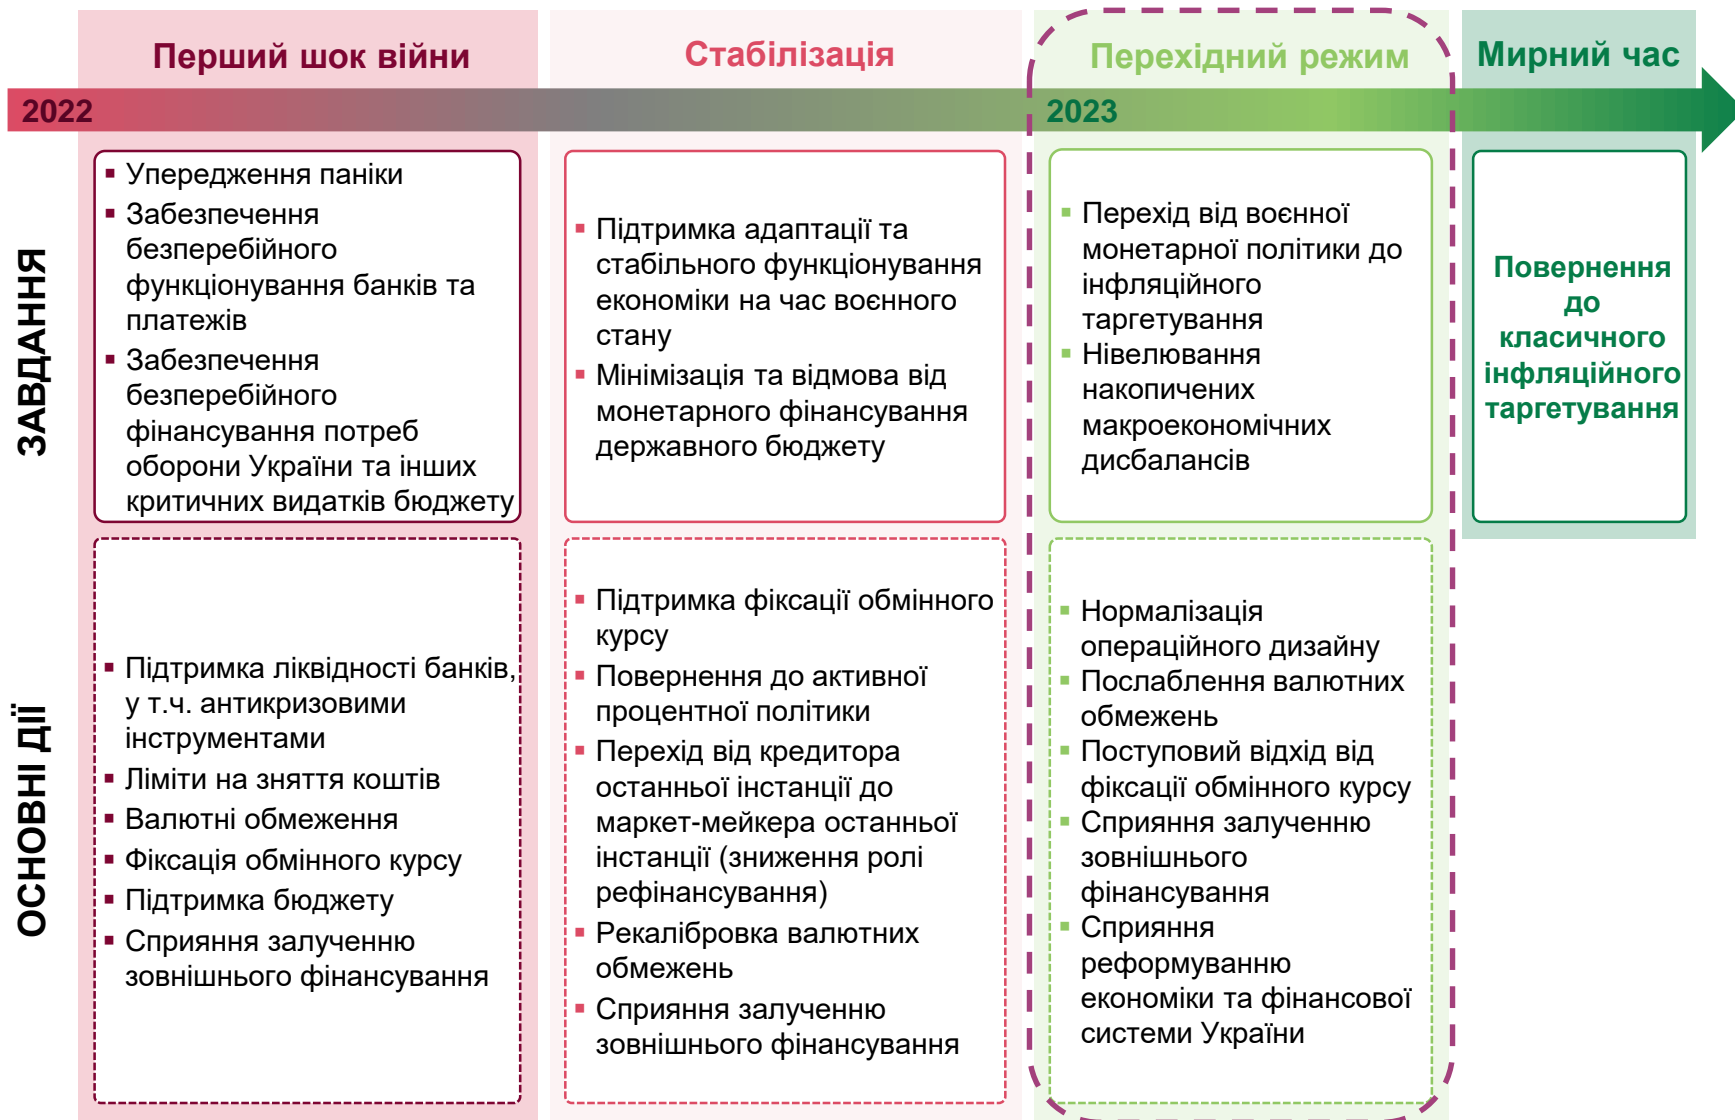 Перший шок війни
Стабілізація
Перехідний режим
Мирний час
2022
2023
ЗАВДАННЯ
▪ Упередження паніки
▪ Забезпечення
безперебійного
функціонування банків та
платежів
▪ Забезпечення
безперебійного
фінансування потреб
оборони України та інших
критичних видатків бюджету
▪ Підтримка адаптації та
стабільного функціонування
економіки на час воєнного
стану
▪ Мінімізація та відмова від
монетарного фінансування
державного бюджету
▪ Перехід від воєнної
монетарної політики до
інфляційного
таргетування
▪ Нівелювання
накопичених
макроекономічних
дисбалансів
Повернення
до
класичного
інфляційного
таргетування
ОСНОВНІ ДІЇ
▪ Підтримка ліквідності банків,
у т.ч. антикризовими
інструментами
▪ Ліміти на зняття коштів
▪ Валютні обмеження
▪ Фіксація обмінного курсу
▪ Підтримка бюджету
▪ Сприяння залученню
зовнішнього фінансування
▪ Підтримка фіксації обмінного
курсу
▪ Повернення до активної
процентної політики
▪ Перехід від кредитора
останньої інстанції до
маркет-мейкера останньої
інстанції (зниження ролі
рефінансування)
▪ Рекалібровка валютних
обмежень
▪ Сприяння залученню
зовнішнього фінансування
▪ Нормалізація
операційного дизайну
▪ Послаблення валютних
обмежень
▪ Поступовий відхід від
фіксації обмінного курсу
▪ Сприяння залученню
зовнішнього
фінансування
▪ Сприяння
реформуванню
економіки та фінансової
системи України